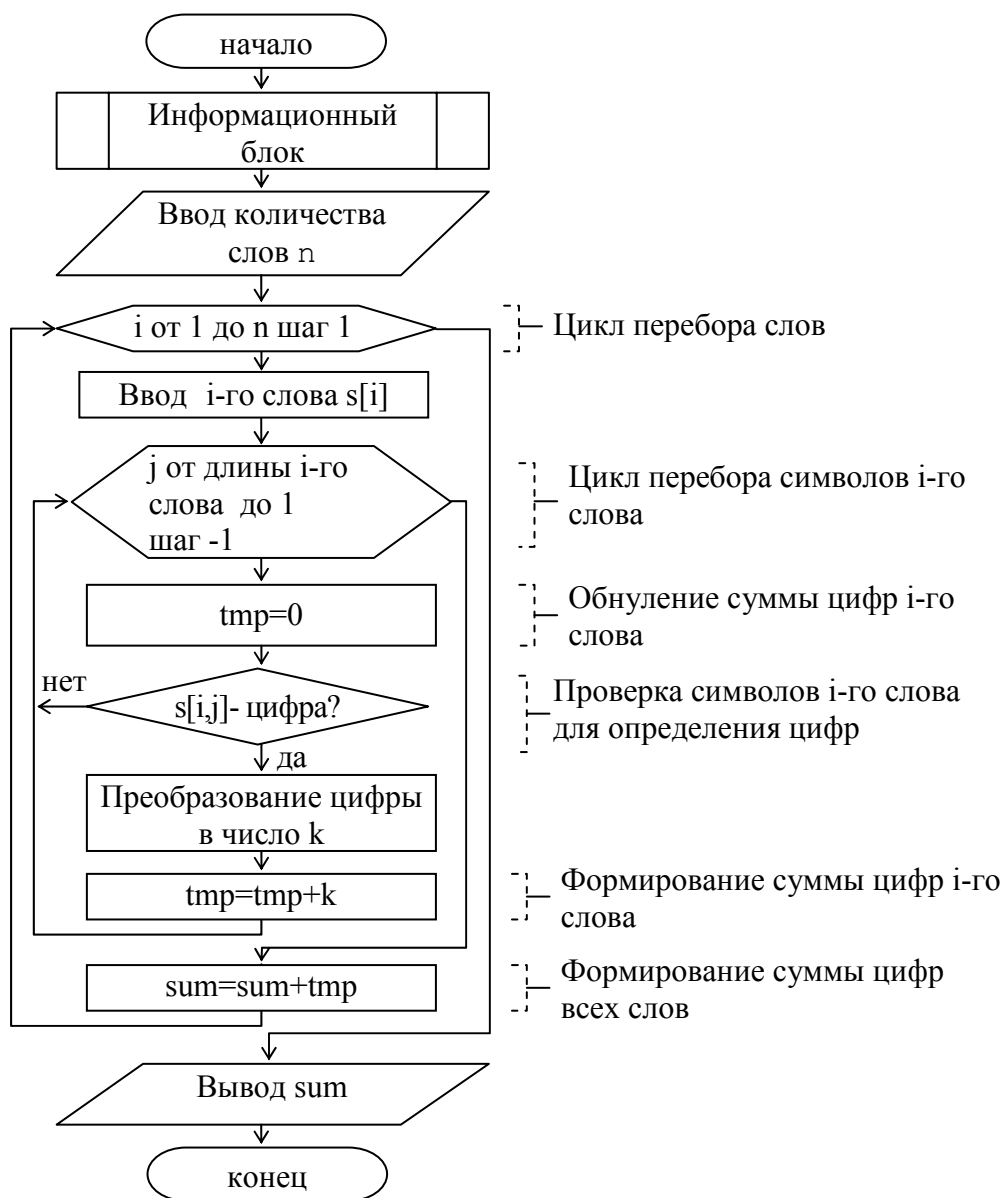 начало
Информационный
блок
Ввод количества
слов n
i от 1 до n шаг 1
Цикл перебора слов
Ввод i-го слова s[i]
j от длины i-го
слова до 1
шаг -1
Цикл перебора символов i-го
слова
tmp=0
Обнуление суммы цифр i-го
слова
нет
s[i,j]- цифра?
Проверка символов i-го слова
для определения цифр
да
Преобразование цифры
в число k
tmp=tmp+k
Формирование суммы цифр i-го
слова
sum=sum+tmp
Формирование суммы цифр
всех слов
Вывод sum
конец